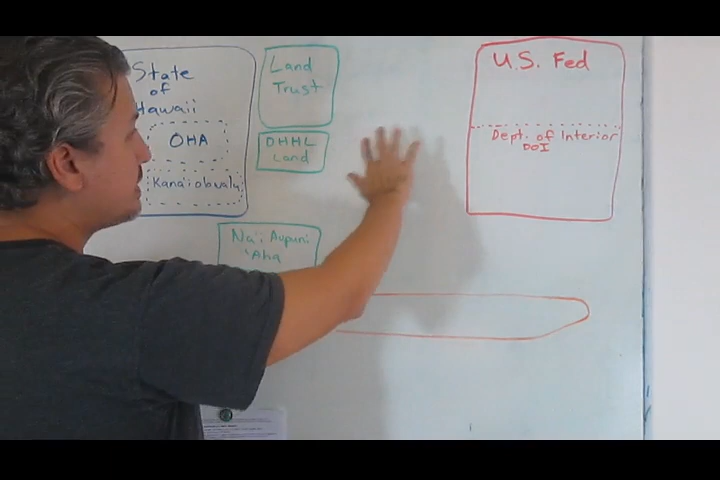 State
of
Hawaii
OHA
Kana'iolowalu
Land
Trust
DHHL
Land
Na'i Aupuni
'Aha
U.S. Fed
Dept. of Interior
DOI